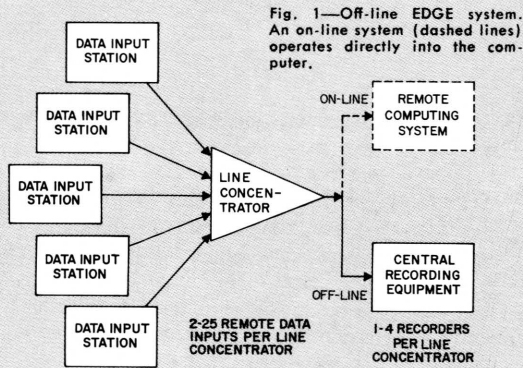 Fig. 1—Off-line EDGE system.
An on-line system (dashed lines)
operates directly into the com-
puter.
DATA INPUT
STATION
DATA INPUT
STATION
DATA INPUT
STATION
DATA INPUT
STATION
DATA INPUT
STATION
LINE
CONCEN-
TRATOR
ON-LINE
REMOTE
COMPUTING
SYSTEM
OFF-LINE
CENTRAL
RECORDING
EQUIPMENT
2-25 REMOTE DATA
INPUTS PER LINE
CONCENTRATOR
1-4 RECORDERS
PER LINE
CONCENTRATOR